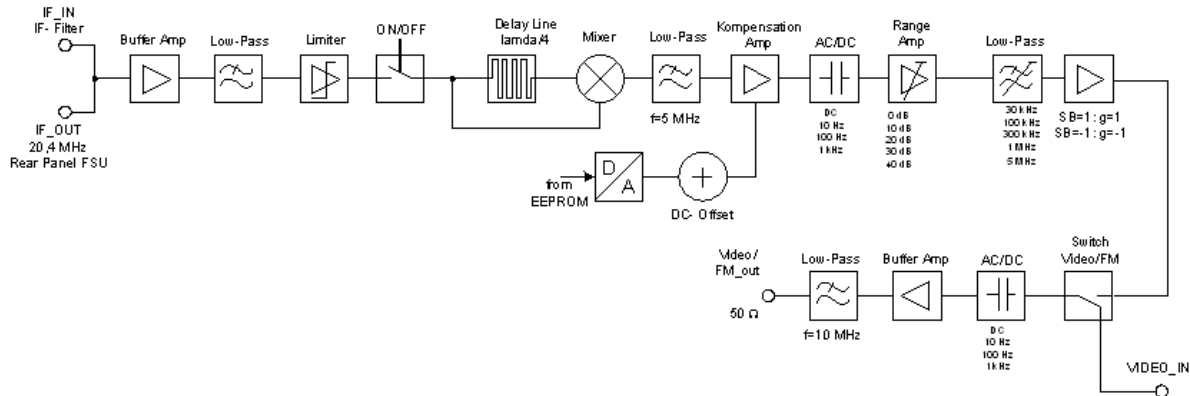 IF_IN
IF- Filter
Buffer Amp
Low-Pass
Limiter
ON/OFF
Delay Line
lamda/4
Mixer
Low-Pass
Kompensation
Amp
AC/DC
Range
Amp
Low-Pass
IF_OUT
20,4 MHz
Rear Panel FSU
f=5 MHz
DC
10 Hz
100 Hz
1 kHz
0 dB
10 dB
20 dB
30 dB
40 dB
30 kHz
100 kHz
300 kHz
1 MHz
5 MHz
SB=1 : g=1
SB=-1 : g=-1
from
EEPROM
D
A
DC- Offset
Video/
FM_out
50 Ω
Low-Pass
f=10 MHz
Buffer Amp
AC/DC
DC
10 Hz
100 Hz
1 kHz
Switch
Video/FM
VIDEO_IN